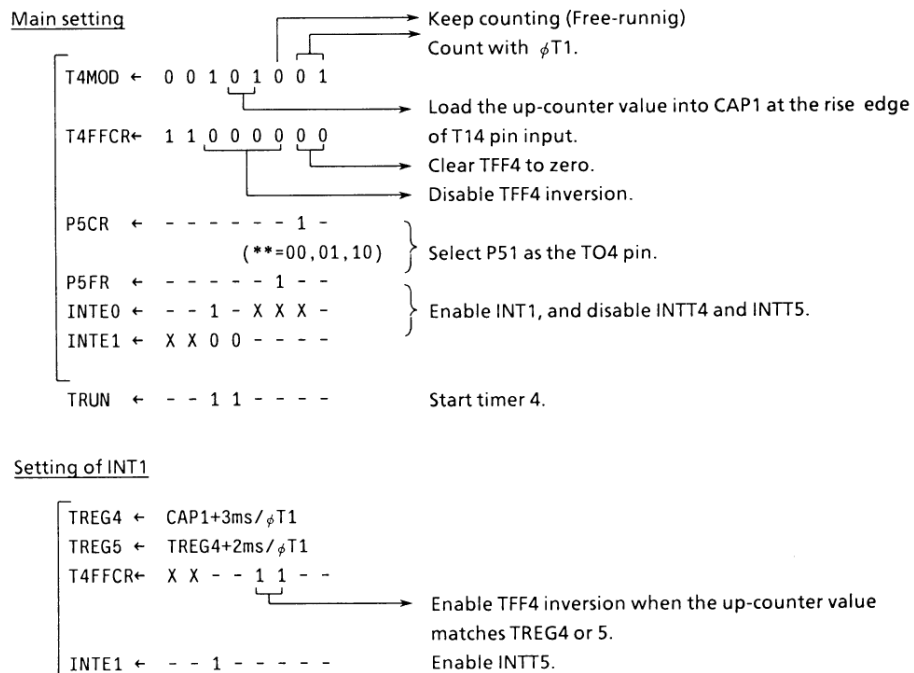 Main setting
Keep counting (Free-runnig)
Count with ϕT1.
T4MOD ← 0 0 1 0 1 0 0 1
Load the up-counter value into CAP1 at the rise edge
of T14 pin input.
T4FFCR← 1 1 0 0 0 0 0 0
Clear TFF4 to zero.
Disable TFF4 inversion.
P5CR ← - - - - - - 1 -
(**=00,01,10)
Select P51 as the TO4 pin.
P5FR ← - - - - - 1 - -
INTE0 ← - - 1 - X X X -
Enable INT1, and disable INTT4 and INTT5.
INTE1 ← X X 0 0 - - - -
TRUN ← - - 1 1 - - - -
Start timer 4.
Setting of INT1
TREG4 ← CAP1+3ms/ϕT1
TREG5 ← TREG4+2ms/ϕT1
T4FFCR← X X - - 1 1 - -
Enable TFF4 inversion when the up-counter value
matches TREG4 or 5.
INTE1 ← - - 1 - - - - -
Enable INTT5.